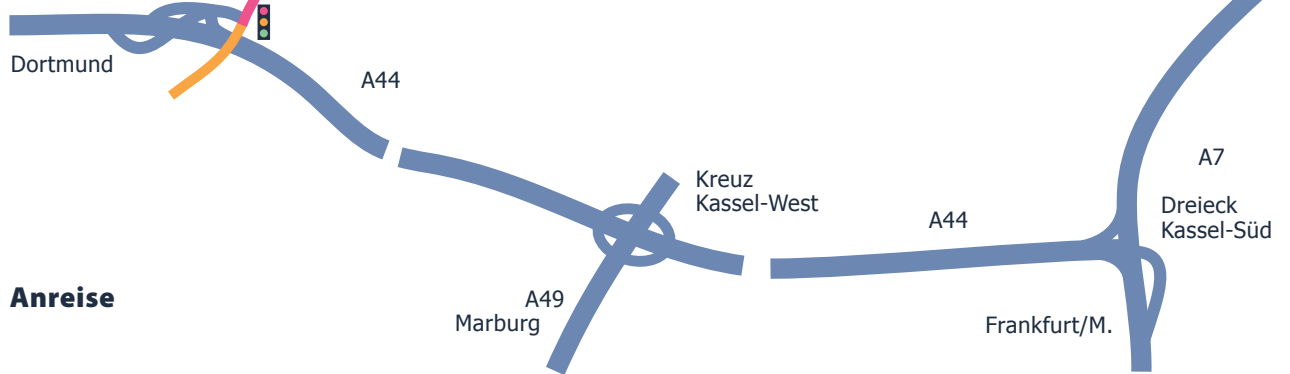 Dortmund
A44
Kreuz
Kassel-West
A7
Dreieck
Kassel-Süd
A44
Anreise
A49
Marburg
Frankfurt/M.